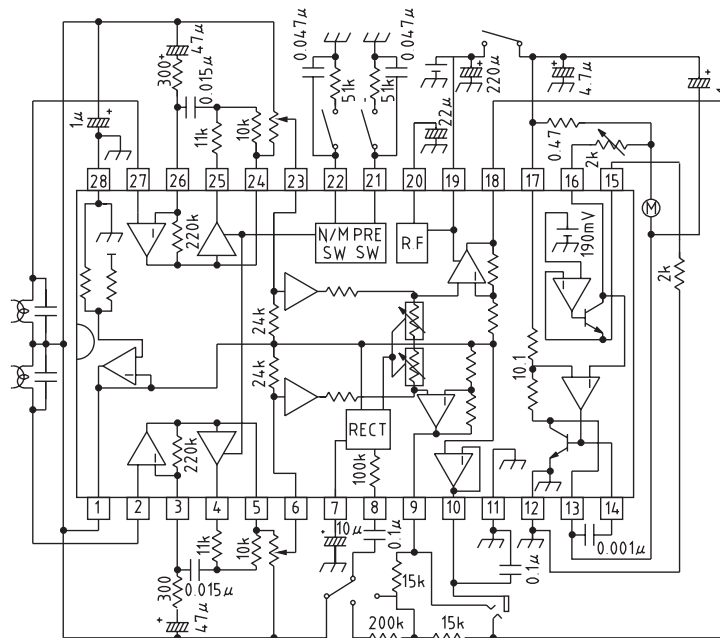 0.047μ
0.047μ
+
47μ
300
0.015μ
51k
51k
+
220μ
+
4.7μ
+
1μ
+
11k
10k
+
22μ
0.47
2k
28
27
26
25
24
23
22
21
20
19
18
17
16
15
M
220k
N/M SW
PRE SW
R.F
190mV
2k
24k
24k
10.1
RECT
220k
100k
1
2
3
4
5
6
7
8
9
10
11
12
13
14
11k
10k
+
10μ
0.1μ
0.001μ
300
0.015μ
15k
0.1μ
+
47μ
200k
15k